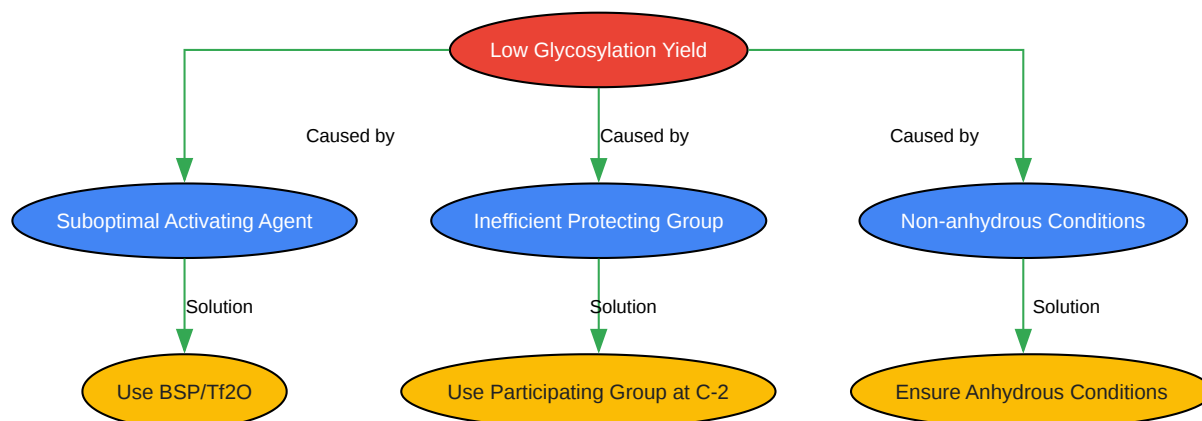 Low Glycosylation Yield
Caused by
Caused by
Caused by
Suboptimal Activating Agent
Inefficient Protecting Group
Non-anhydrous Conditions
Solution
Solution
Solution
Use BSP/Tf2O
Use Participating Group at C-2
Ensure Anhydrous Conditions